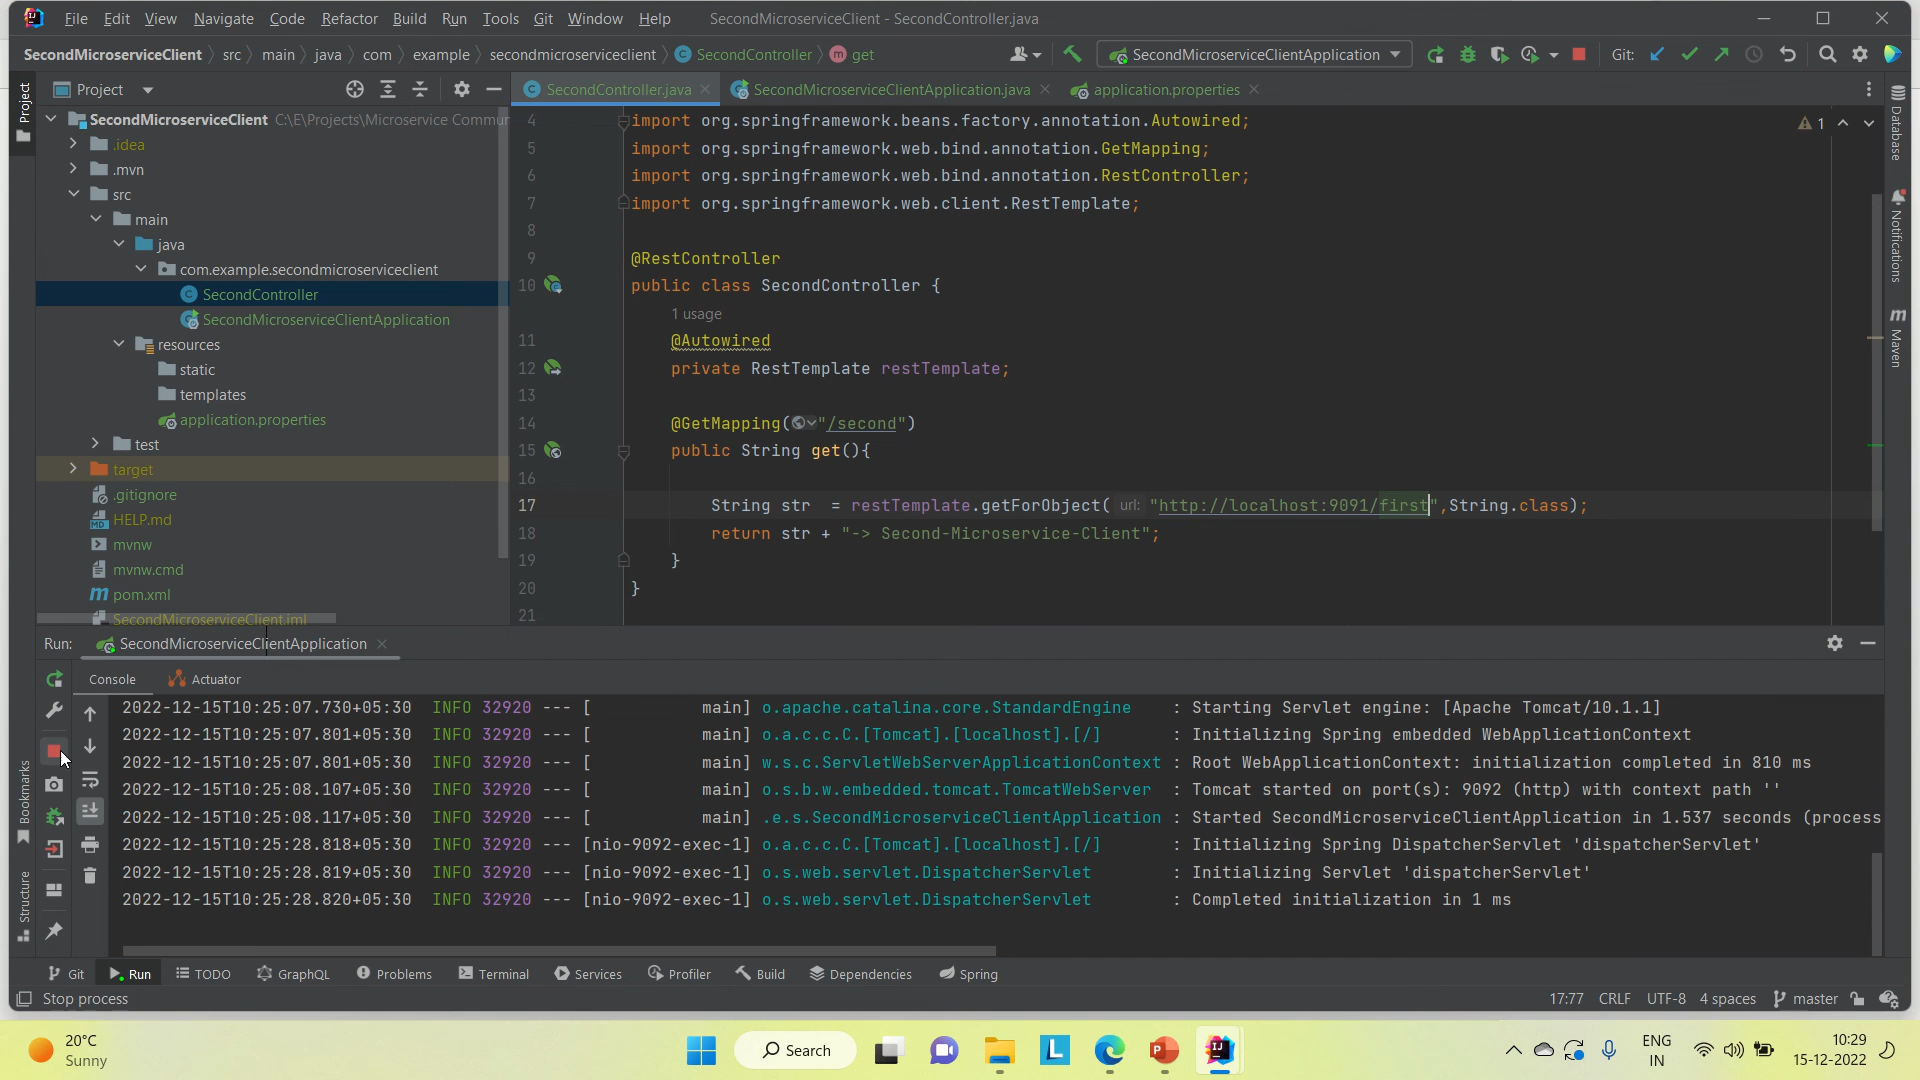 File Edit View Navigate Code Refactor Build Run Tools Git Window Help SecondMicroserviceClient - SecondController.java
SecondMicroserviceClient src main java com example secondmicroserviceclient SecondController get SecondMicroserviceClientApplication Git:
Project SecondController.java SecondMicroserviceClientApplication.java application.properties
Project
SecondMicroserviceClient C:\E\Projects\Microservice Commur
.idea
.mvn
src
main
java
com.example.secondmicroserviceclient
SecondController
SecondMicroserviceClientApplication
resources
static
templates
application.properties
test
target
.gitignore
HELP.md
mvnw
mvnw.cmd
pom.xml
SecondMicroserviceClient.iml
4 import org.springframework.beans.factory.annotation.Autowired;
5 import org.springframework.web.bind.annotation.GetMapping;
6 import org.springframework.web.bind.annotation.RestController;
7 import org.springframework.web.client.RestTemplate;
8
9 @RestController
10 public class SecondController {
1 usage
11 @Autowired
12 private RestTemplate restTemplate;
13
14 @GetMapping("/second")
15 public String get(){
16
17 String str = restTemplate.getForObject( url: "http://localhost:9091/first",String.class);
18 return str + "-> Second-Microservice-Client";
19 }
20 }
21
1
Database
Notifications
Maven
Run: SecondMicroserviceClientApplication
Console Actuator
2022-12-15T10:25:07.730+05:30 INFO 32920 --- [ main] o.apache.catalina.core.StandardEngine : Starting Servlet engine: [Apache Tomcat/10.1.1]
2022-12-15T10:25:07.801+05:30 INFO 32920 --- [ main] o.a.c.c.C.[Tomcat].[localhost].[/] : Initializing Spring embedded WebApplicationContext
2022-12-15T10:25:07.801+05:30 INFO 32920 --- [ main] w.s.c.ServletWebServerApplicationContext : Root WebApplicationContext: initialization completed in 810 ms
2022-12-15T10:25:08.107+05:30 INFO 32920 --- [ main] o.s.b.w.embedded.tomcat.TomcatWebServer : Tomcat started on port(s): 9092 (http) with context path ''
2022-12-15T10:25:08.117+05:30 INFO 32920 --- [ main] .e.s.SecondMicroserviceClientApplication : Started SecondMicroserviceClientApplication in 1.537 seconds (process
2022-12-15T10:25:28.818+05:30 INFO 32920 --- [nio-9092-exec-1] o.a.c.c.C.[Tomcat].[localhost].[/] : Initializing Spring DispatcherServlet 'dispatcherServlet'
2022-12-15T10:25:28.819+05:30 INFO 32920 --- [nio-9092-exec-1] o.s.web.servlet.DispatcherServlet : Initializing Servlet 'dispatcherServlet'
2022-12-15T10:25:28.820+05:30 INFO 32920 --- [nio-9092-exec-1] o.s.web.servlet.DispatcherServlet : Completed initialization in 1 ms
Bookmarks
Structure
Git Run TODO GraphQL Problems Terminal Services Profiler Build Dependencies Spring
Stop process 17:77 CRLF UTF-8 4 spaces master
20°C
Sunny
Search
ENG
IN
10:29
15-12-2022